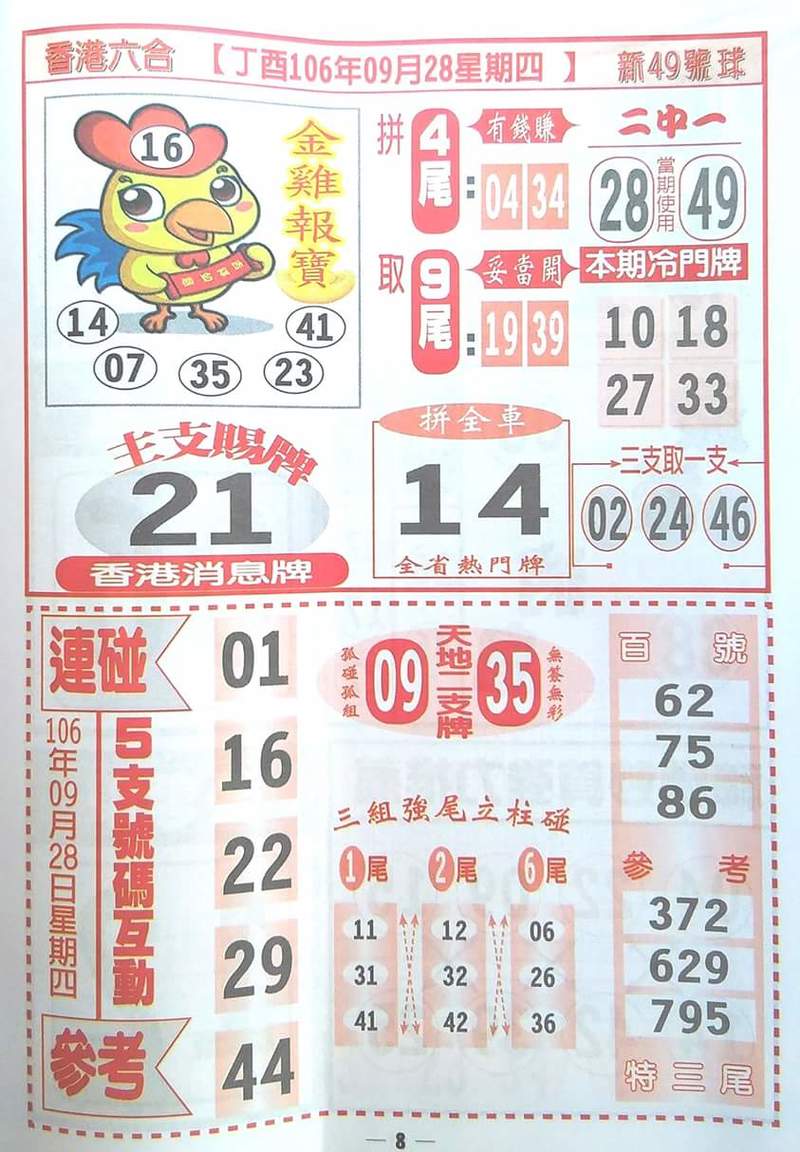 香港六合 【丁酉106年09月28星期四 】 新49號球
16
金雞報寶
14
41
07
35
23
拼 4尾: 有錢賺
04 34
取 9尾: 妥當開
19 39
二中一
28 當期使用 49
本期冷門牌
10 18
27 33
主支賜牌
21
香港消息牌
拼全車
14
全省熱門牌
三支取一支
02 24 46
連碰
106年09月28日星期四
5支號碼互動
參考
01
16
22
29
44
孤碰孤組 09 天地二支牌 35 無簽無彩
三組強尾立柱碰
1尾 2尾 6尾
11 12 06
31 32 26
41 42 36
百號
62
75
86
參考
372
629
795
特三尾
— 8 —